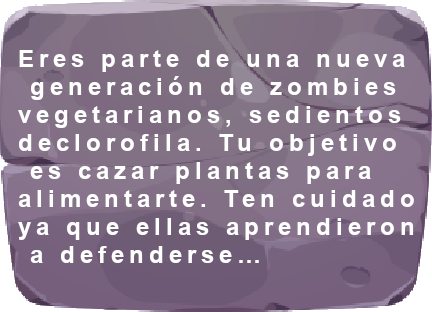 Eres parte de una nueva
generación de zombies
vegetarianos, sedientos
declorofila. Tu objetivo
es cazar plantas para
alimentarte. Ten cuidado
ya que ellas aprendieron
a defenderse...